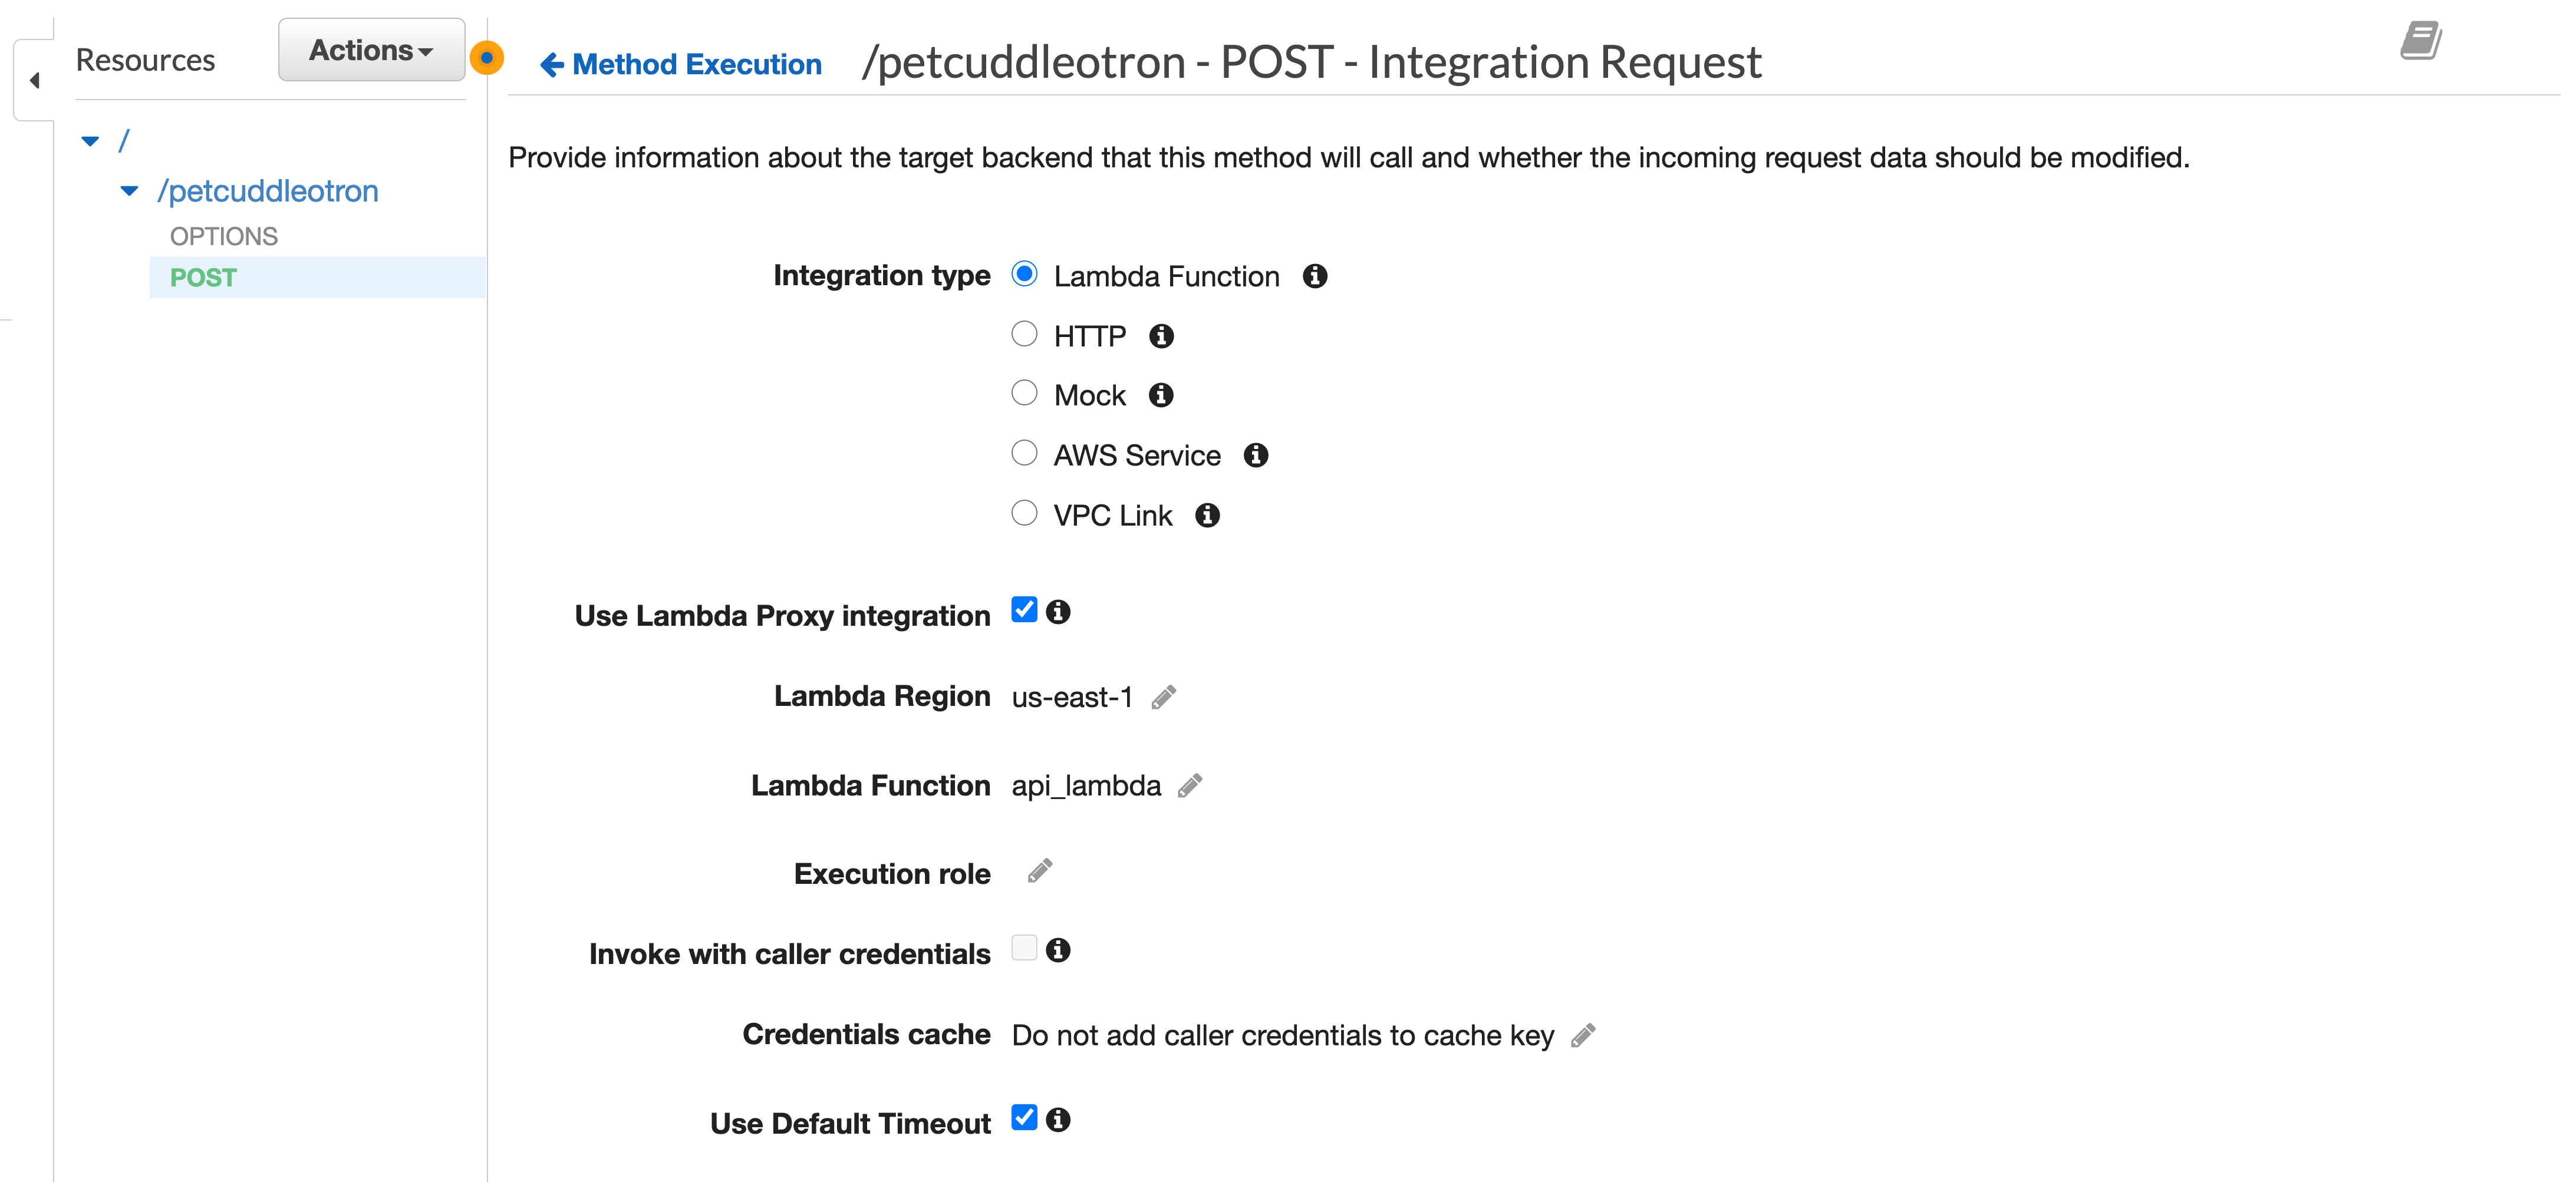 Resources
Actions
Method Execution
/petcuddleotron - POST - Integration Request
/
/petcuddleotron
OPTIONS
POST
Provide information about the target backend that this method will call and whether the incoming request data should be modified.
Integration type
Lambda Function
HTTP
Mock
AWS Service
VPC Link
Use Lambda Proxy integration
Lambda Region us-east-1
Lambda Function api_lambda
Execution role
Invoke with caller credentials
Credentials cache Do not add caller credentials to cache key
Use Default Timeout